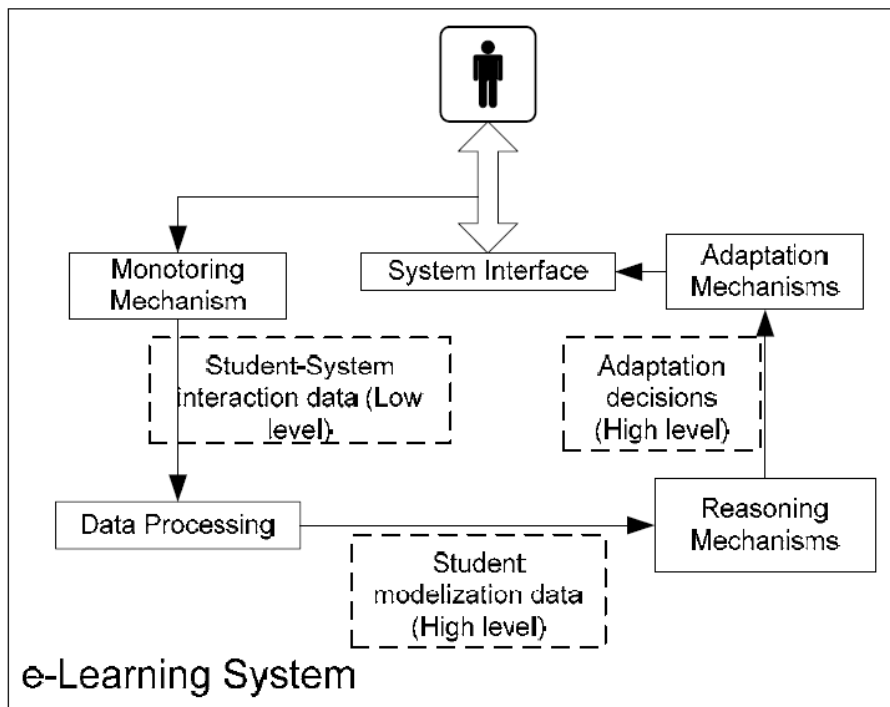 Monotoring
Mechanism
System Interface
Adaptation
Mechanisms
Student-System
interaction data (Low
level)
Adaptation
decisions
(High level)
Data Processing
Reasoning
Mechanisms
Student
modelization data
(High level)
e-Learning System